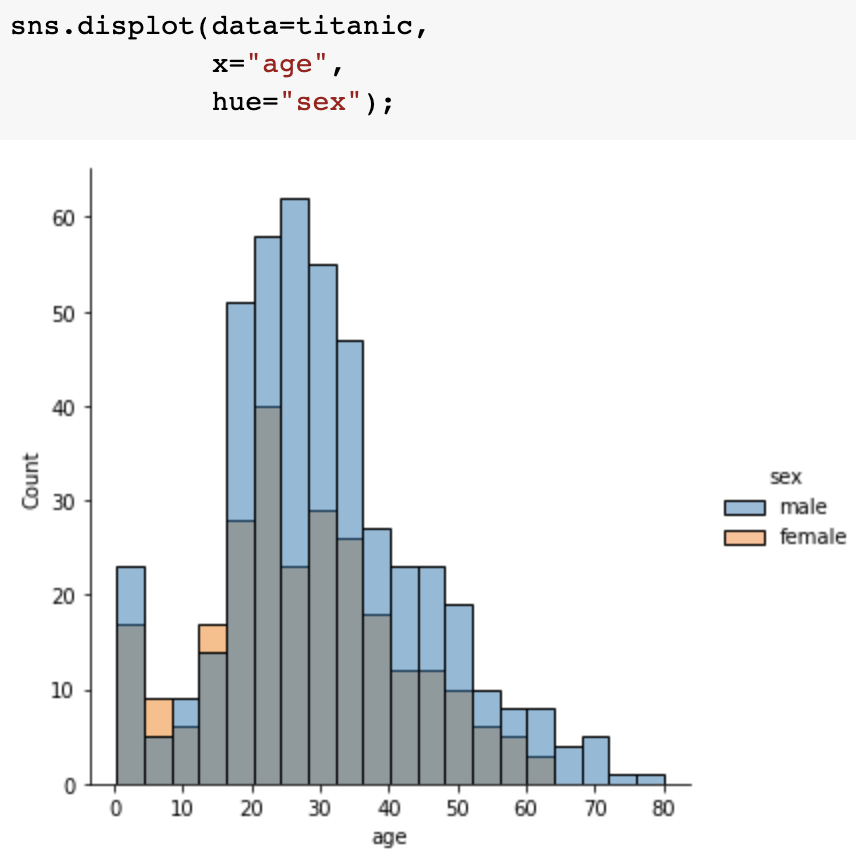 sns.displot(data=titanic,
            x="age",
            hue="sex");
60
50
40
30
20
10
0
Count
0 10 20 30 40 50 60 70 80
age
sex
male
female